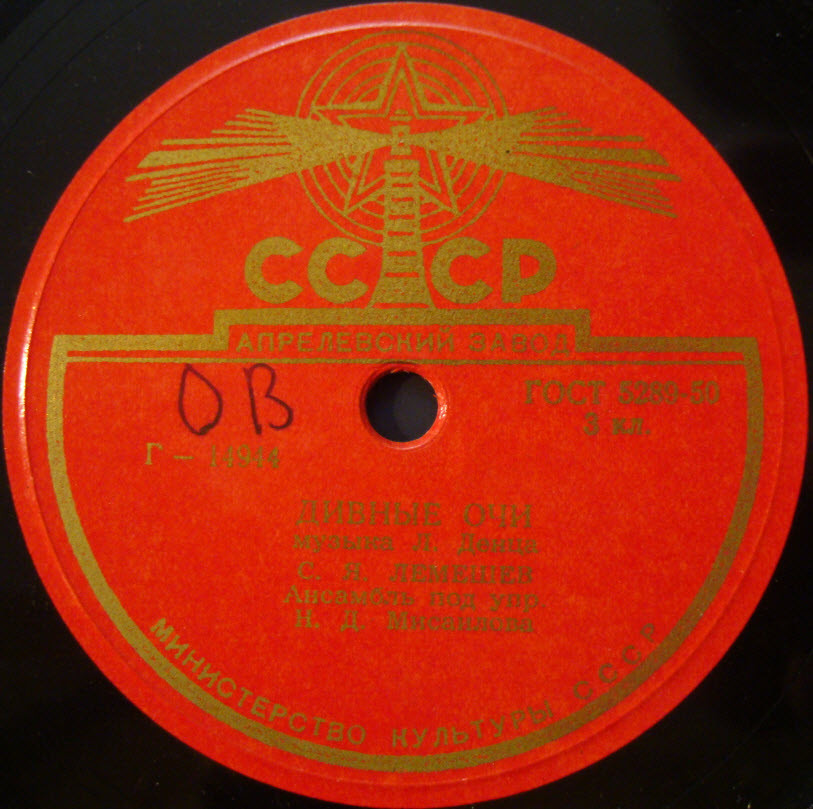 СССР
АПРЕЛЕВСКИЙ ЗАВОД
ОВ
ГОСТ 5289-50
3 кл.
Г – 14944
ДИВНЫЕ ОЧИ
музыка Л. Денца
С. Я. ЛЕМЕШЕВ
Ансамбль под упр.
Н. Д. Мисаилова
МИНИСТЕРСТВО КУЛЬТУРЫ СССР